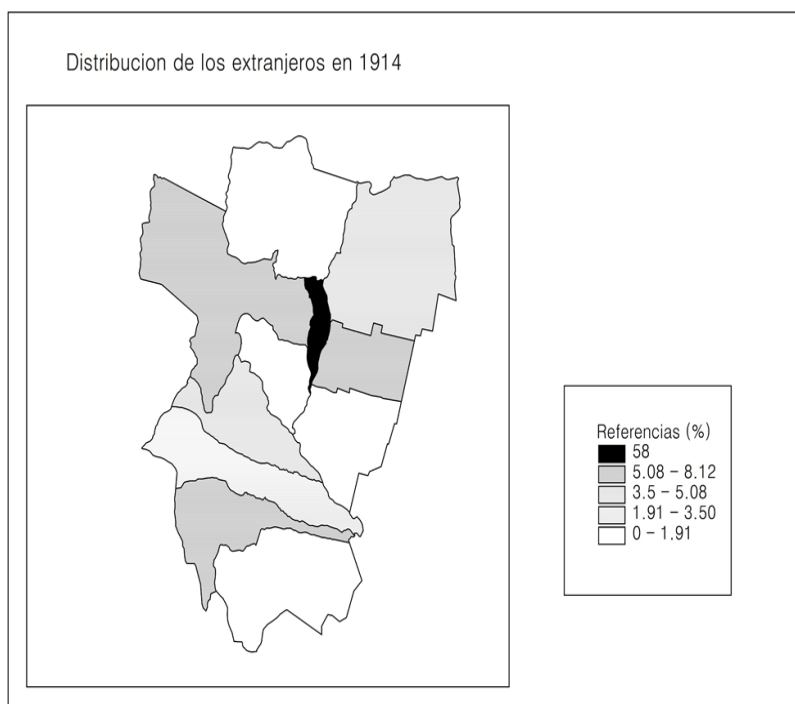 Distribucion de los extranjeros en 1914
Referencias (%)
58
5.08 – 8.12
3.5 – 5.08
1.91 – 3.50
0 – 1.91